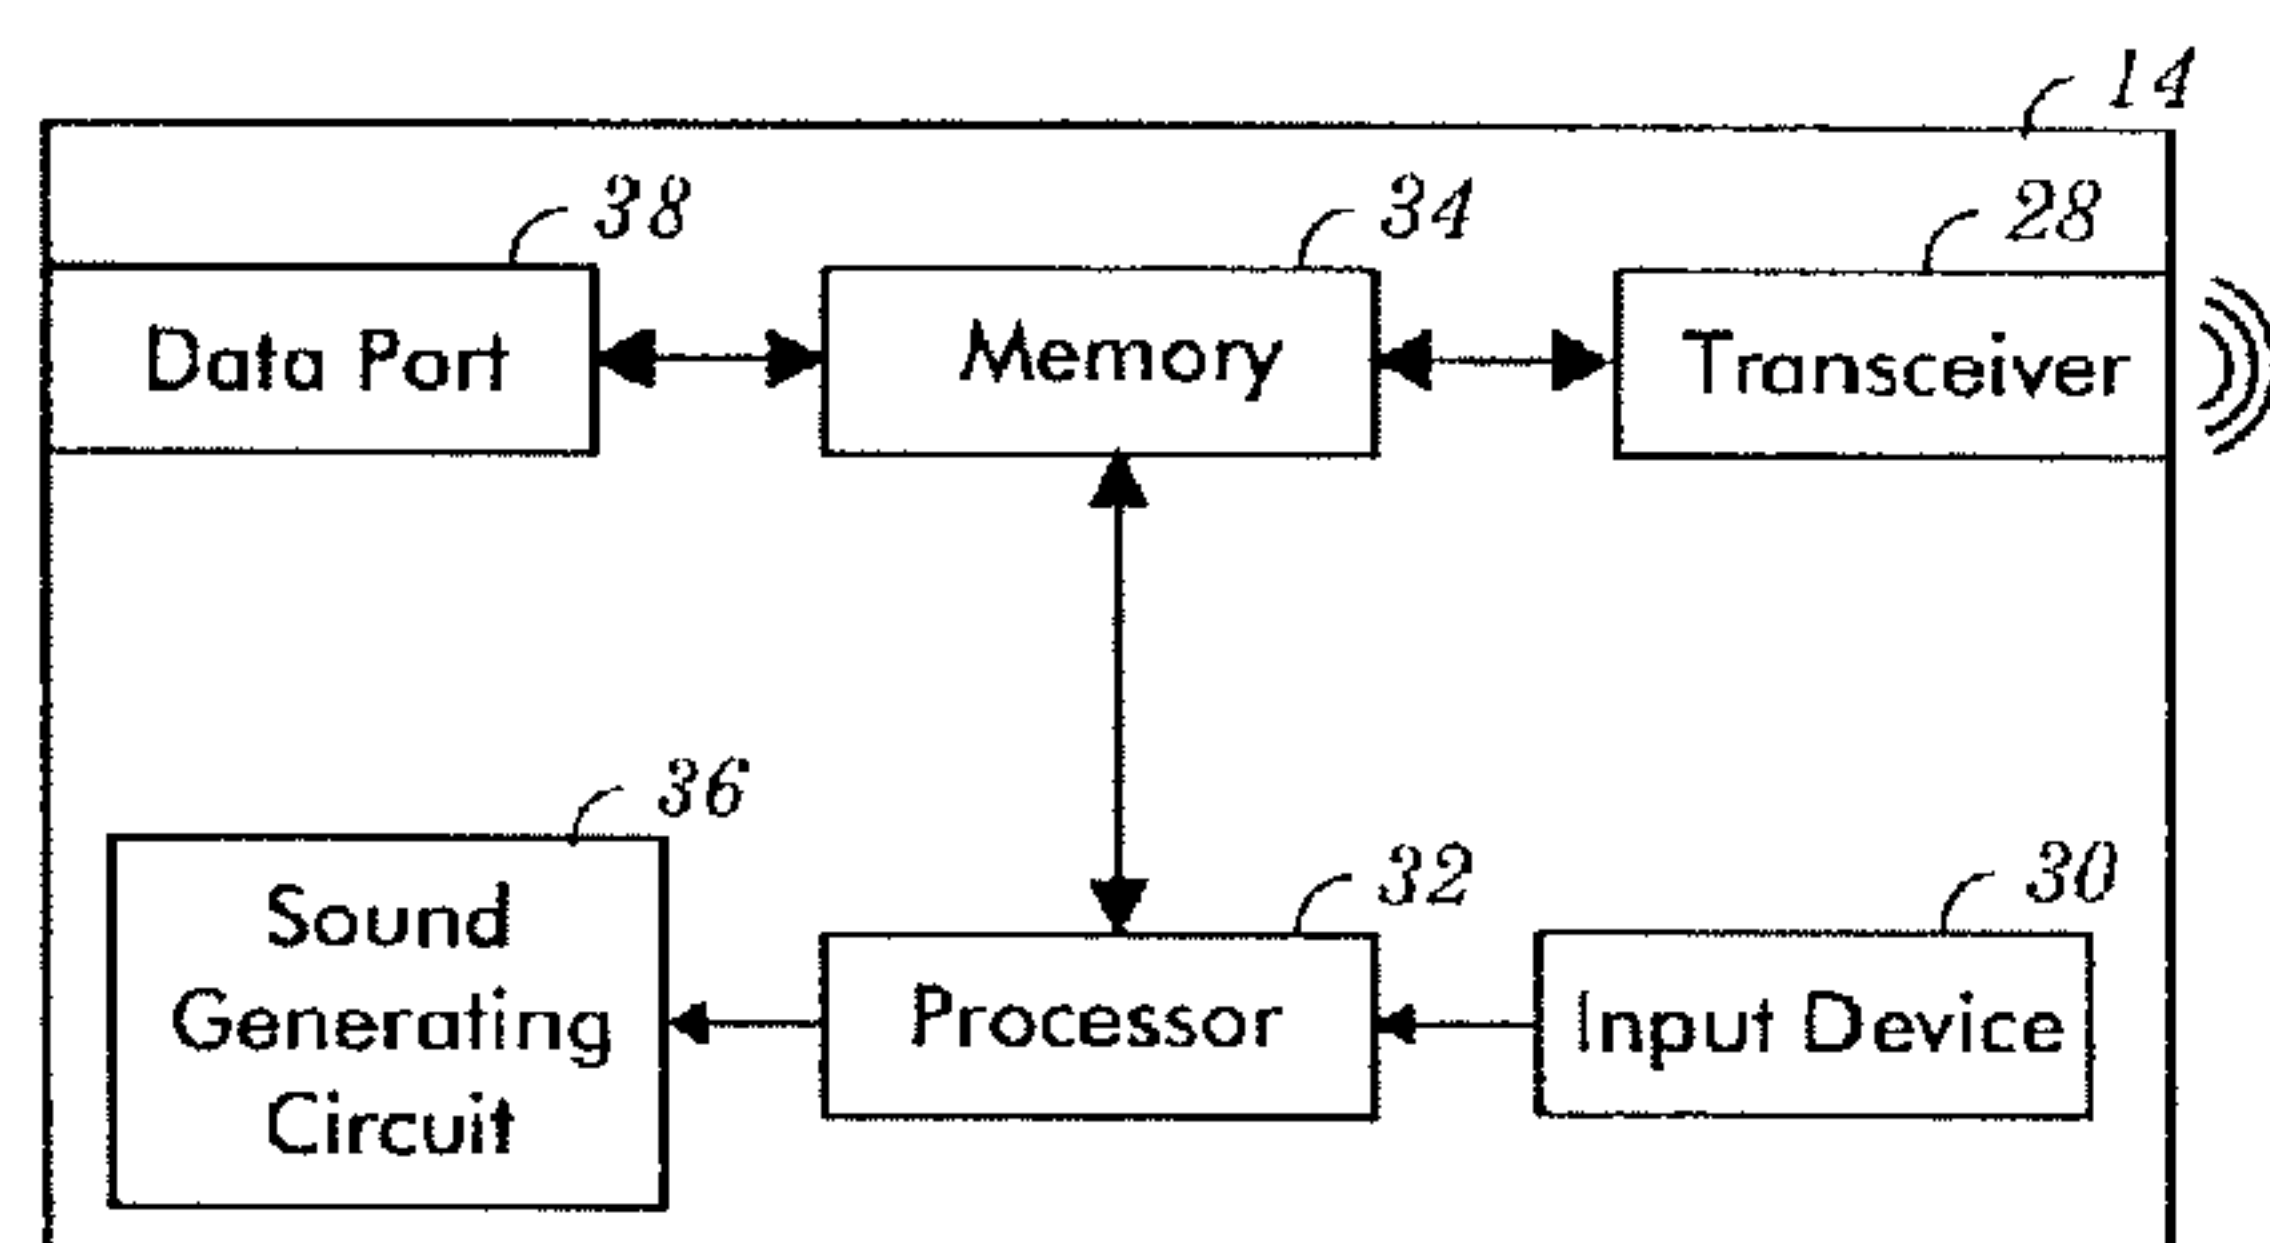 14
38
34
28
Data Port
Memory
Transceiver
36
32
30
Sound
Generating
Circuit
Processor
Input Device